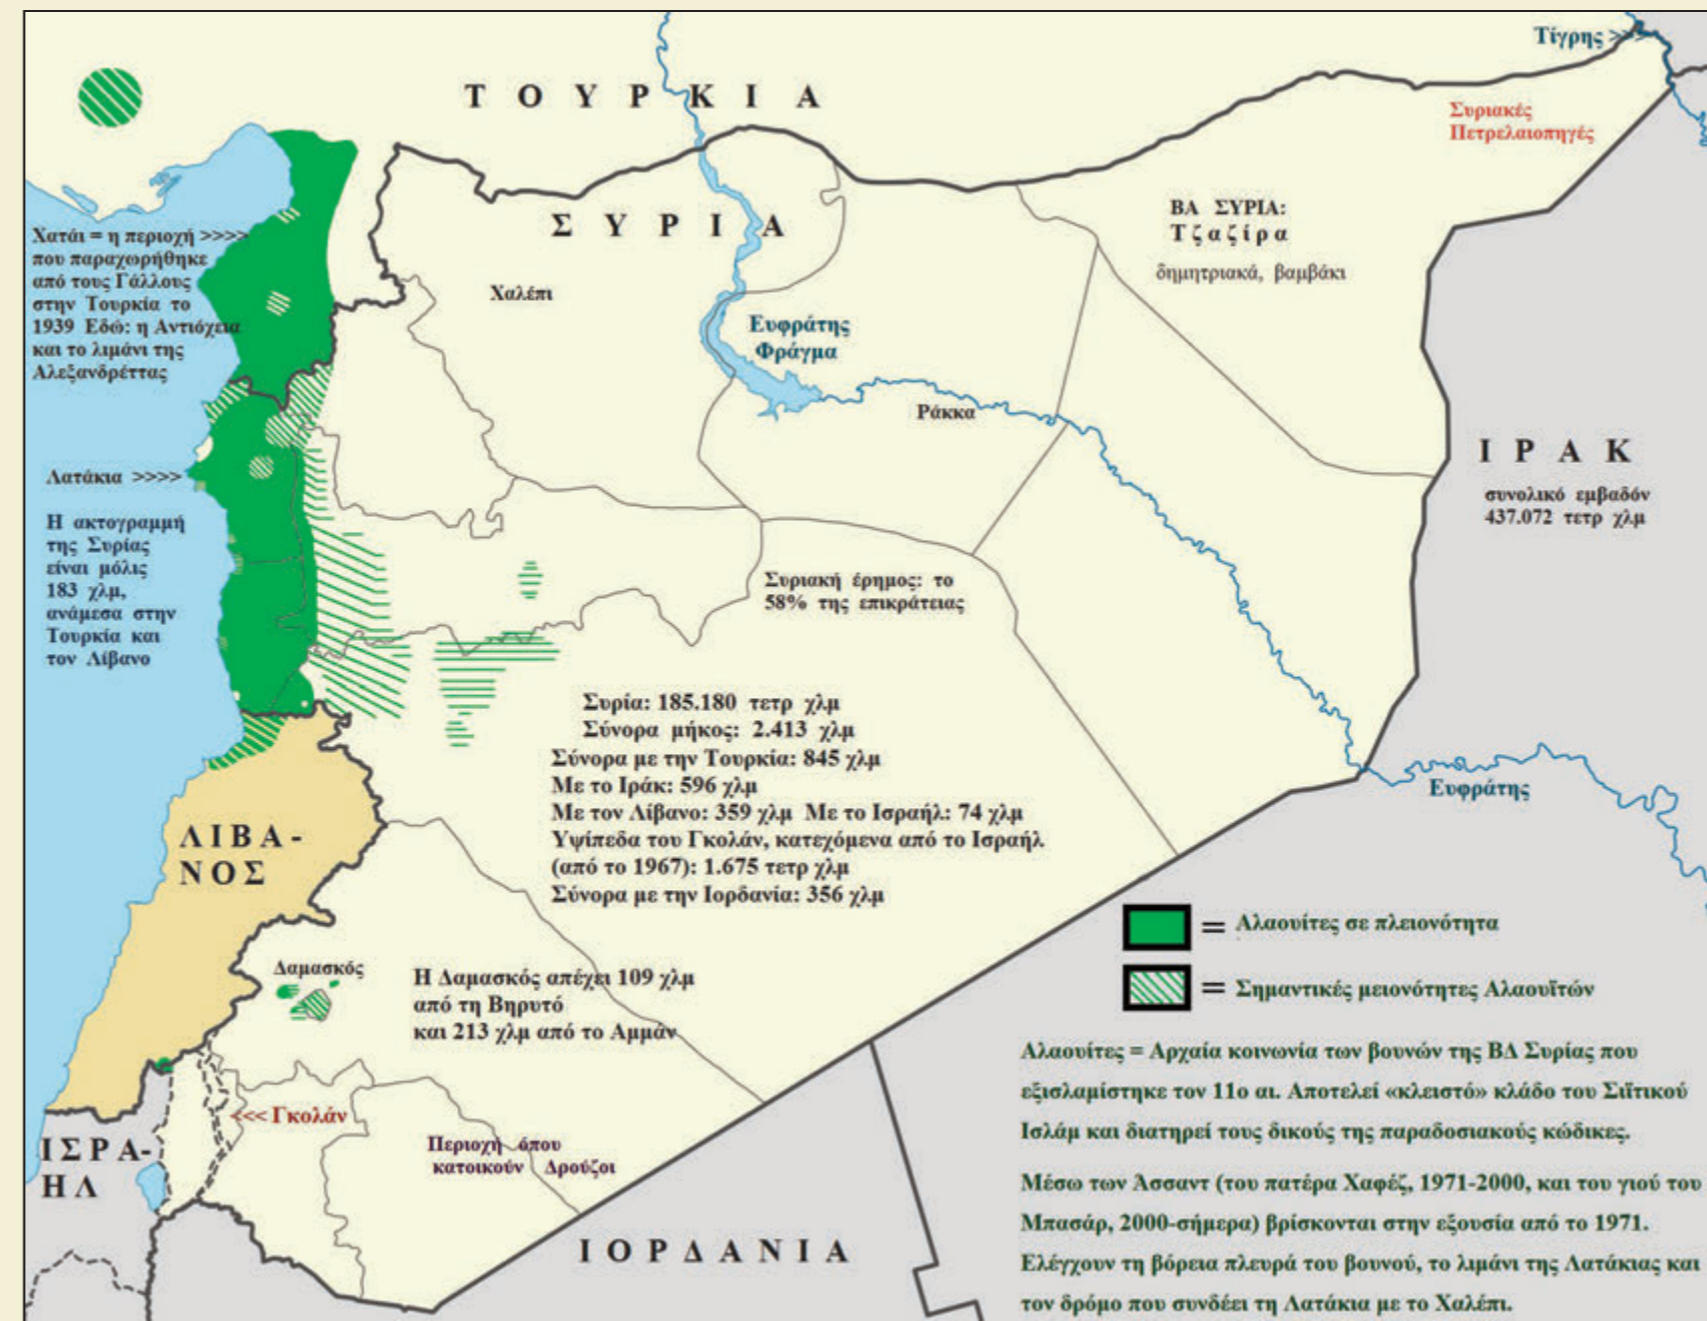 Τίγρης >>>
Τ Ο Υ Ρ Κ Ι Α
Συριακές
Πετρελαιοπηγές
Σ Υ Ρ Ι Α
Χαλέπι
ΒΑ ΣΥΡΙΑ:
Τζαζίρα
δημητριακά, βαμβάκι
Χατάι = η περιοχή >>>>
που παραχωρήθηκε
από τους Γάλλους
στην Τουρκία το
1939 Εδώ: η Αντιόχεια
και το λιμάνι της
Αλεξανδρέττας
Ευφράτης
Φράγμα
Ράκκα
Ι Ρ Α Κ
συνολικό εμβαδόν
437.072 τετρ χλμ
Λατάκια >>>>
Η ακτογραμμή
της Συρίας
είναι μόλις
183 χλμ,
ανάμεσα στην
Τουρκία και
τον Λίβανο
Συριακή έρημος: το
58% της επικράτειας
Συρία: 185.180 τετρ χλμ
Σύνορα μήκος: 2.413 χλμ
Σύνορα με την Τουρκία: 845 χλμ
Με το Ιράκ: 596 χλμ
Με τον Λίβανο: 359 χλμ Με το Ισραήλ: 74 χλμ
Υψίπεδα του Γκολάν, κατεχόμενα από το Ισραήλ
(από το 1967): 1.675 τετρ χλμ
Σύνορα με την Ιορδανία: 356 χλμ
Ευφράτης
ΛΙΒΑ-
ΝΟΣ
Δαμασκός
Η Δαμασκός απέχει 109 χλμ
από τη Βηρυτό
και 213 χλμ από το Αμμάν
<<< Γκολάν
ΙΣΡΑ-
ΗΛ
Περιοχή όπου
κατοικούν Δρούζοι
Ι Ο Ρ Δ Α Ν Ι Α
= Αλαουίτες σε πλειονότητα
= Σημαντικές μειονότητες Αλαουϊτών
Αλαουίτες = Αρχαία κοινωνία των βουνών της ΒΔ Συρίας που
εξισλαμίστηκε τον 11ο αι. Αποτελεί «κλειστό» κλάδο του Σιϊτικού
Ισλάμ και διατηρεί τους δικούς της παραδοσιακούς κώδικες.
Μέσω των Άσσαντ (του πατέρα Χαφέζ, 1971-2000, και του γιού του
Μπασάρ, 2000-σήμερα) βρίσκονται στην εξουσία από το 1971.
Ελέγχουν τη βόρεια πλευρά του βουνού, το λιμάνι της Λατάκιας και
τον δρόμο που συνδέει τη Λατάκια με το Χαλέπι.